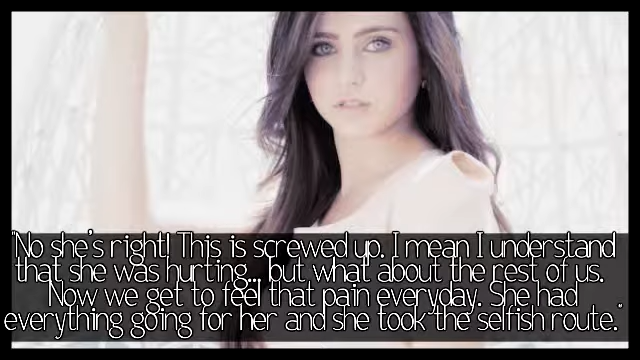 "No she's right! This is screwed up. I mean I understand
that she was hurting... but what about the rest of us.
Now we get to feel that pain everyday. She had
everything going for her and she took the selfish route."